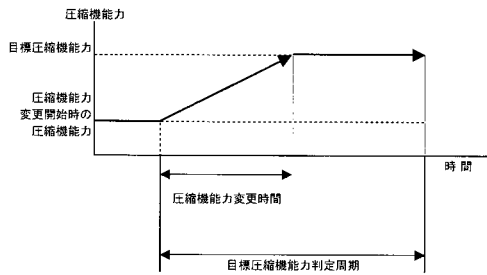 圧縮機能力
目標圧縮機能力
圧縮機能力
変更開始時の
圧縮機能力
時 間
圧縮機能力変更時間
目標圧縮機能力判定周期